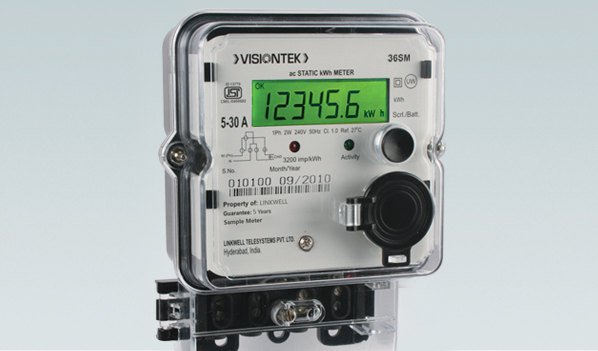 VISIONTEK 36SM
ac STATIC kWh METER
OK
12345.6 kW h
UW
kWh
Scrl./Batt.
5-30 A
1Ph. 2W 240V 50Hz Cl. 1.0 Ref. 27°C
3200 imp/kWh Activity
Month/Year
S.No.
010100 09/2010
Property of: LINKWELL
Guarantee: 5 Years
Sample Meter
LINKWELL TELESYSTEMS PVT. LTD.
Hyderabad, India.